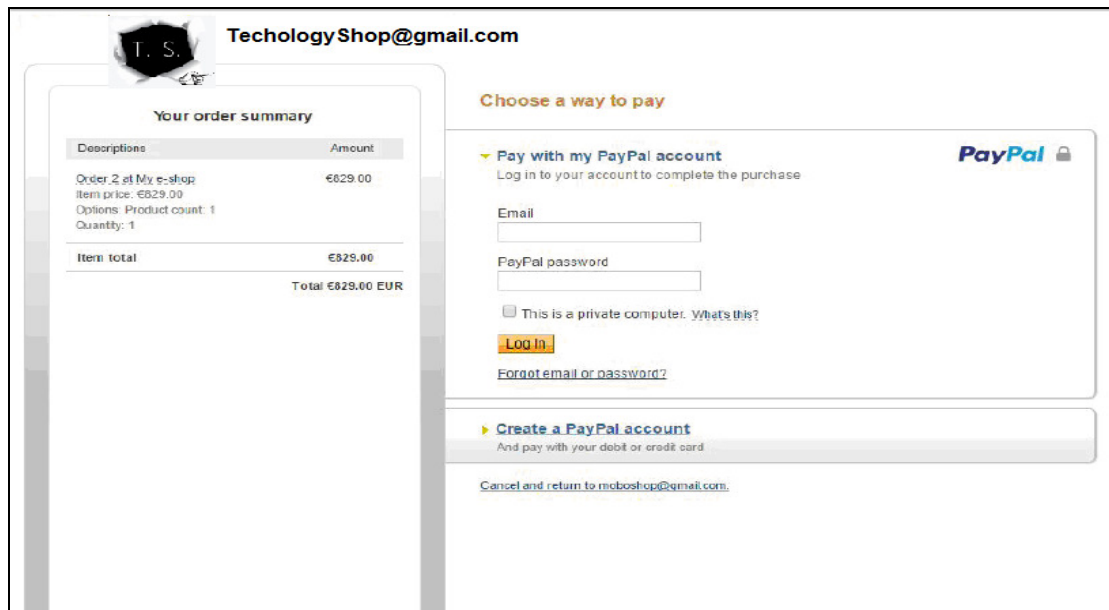 T. S.
TechologyShop@gmail.com
Your order summary
Descriptions Amount
Order 2 at My e-shop €829.00
Item price: €829.00
Options: Product count: 1
Quantity: 1
Item total €829.00
Total €829.00 EUR
Choose a way to pay
Pay with my PayPal account PayPal
Log in to your account to complete the purchase
Email
PayPal password
This is a private computer. What's this?
Log In
Forgot email or password?
Create a PayPal account
And pay with your debit or credit card
Cancel and return to moboshop@gmail.com.